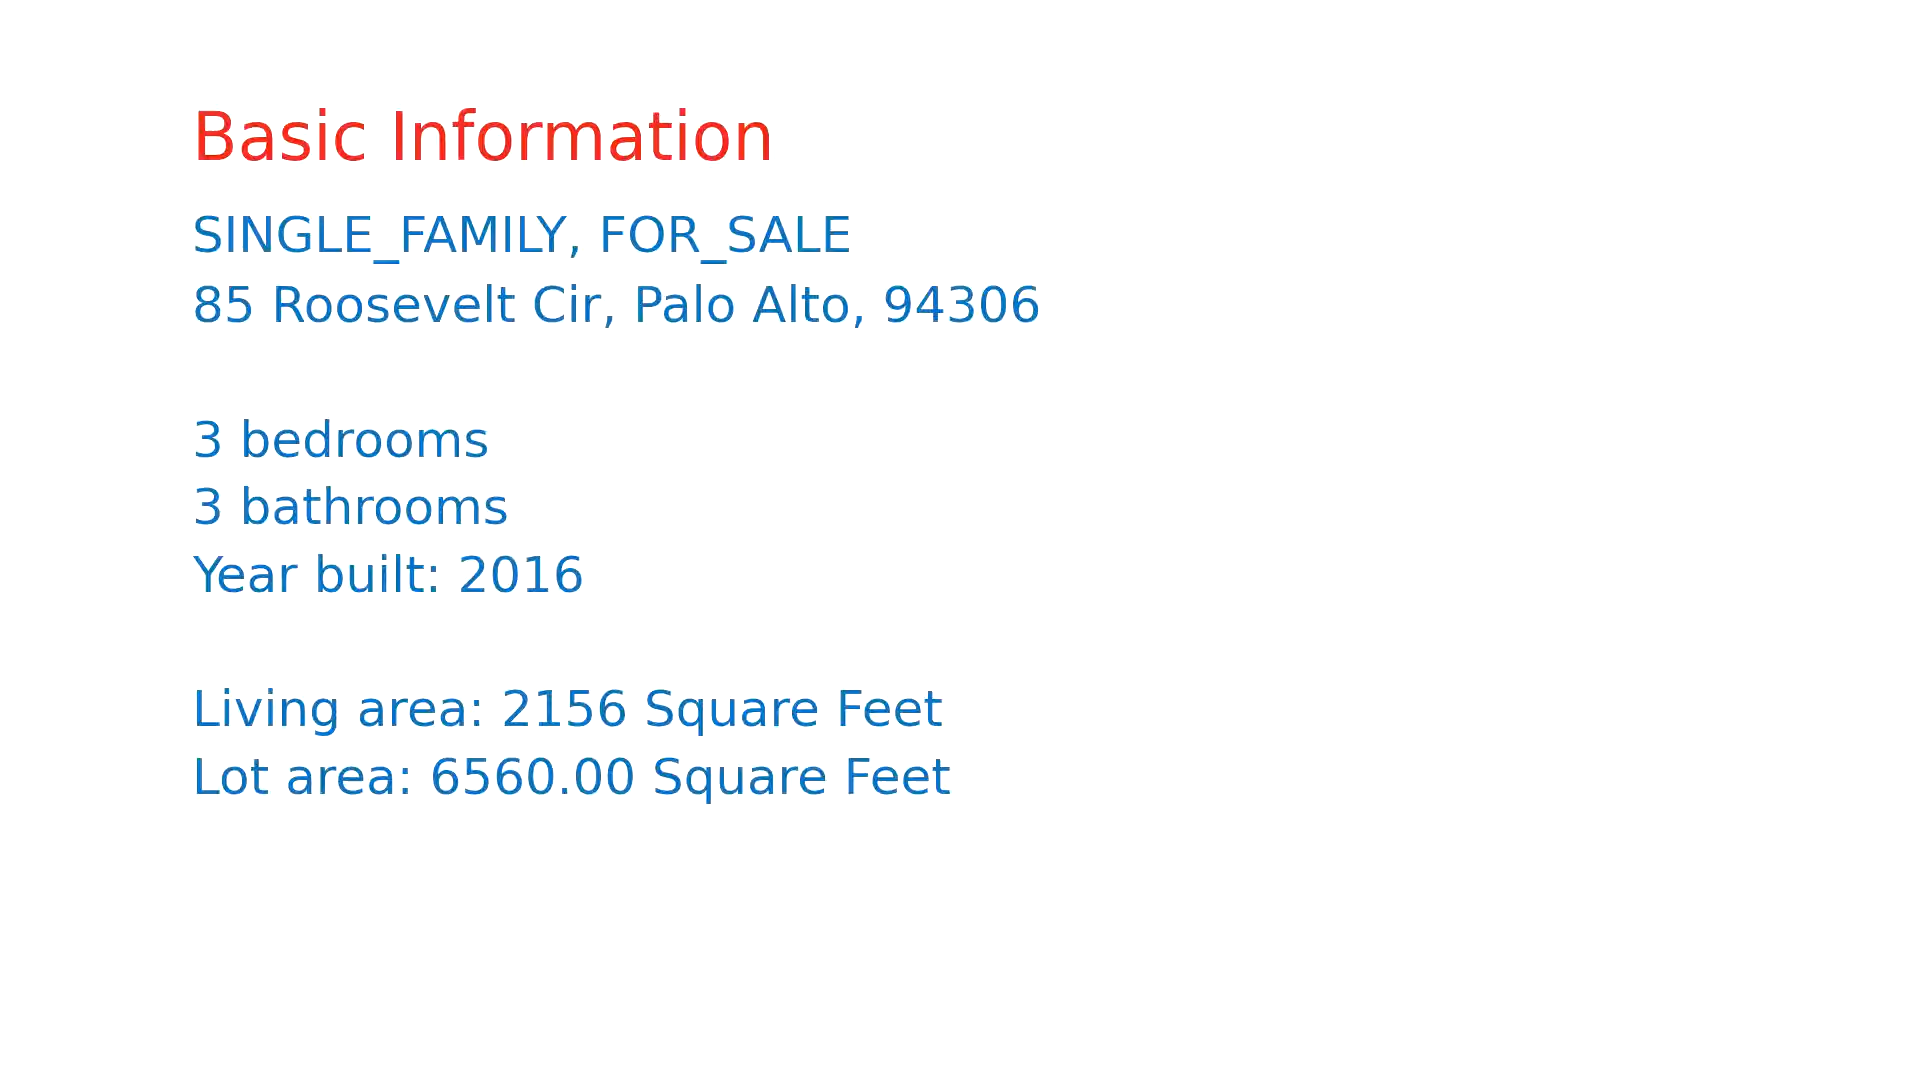 Basic Information
SINGLE_FAMILY, FOR_SALE
85 Roosevelt Cir, Palo Alto, 94306
3 bedrooms
3 bathrooms
Year built: 2016
Living area: 2156 Square Feet
Lot area: 6560.00 Square Feet